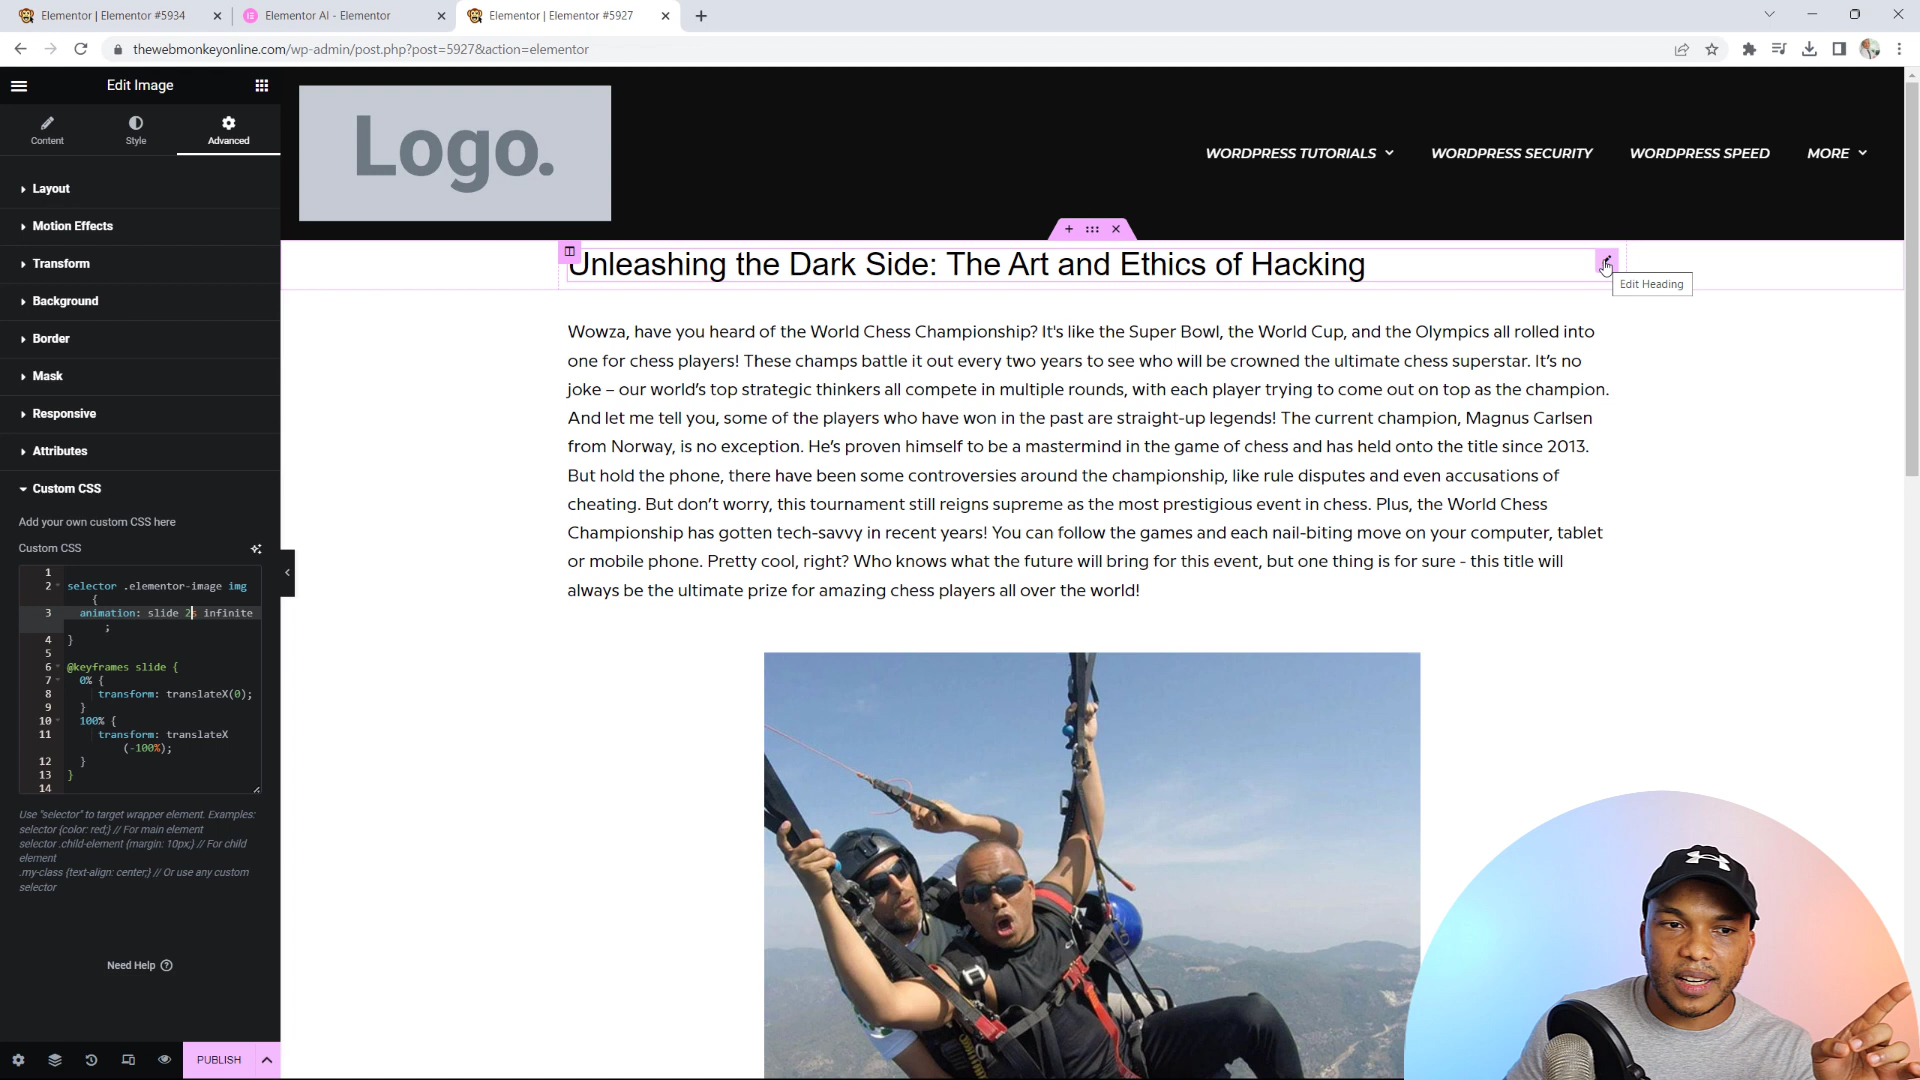 Elementor | Elementor #5934
Elementor AI - Elementor
Elementor | Elementor #5927
thewebmonkeyonline.com/wp-admin/post.php?post=5927&action=elementor
Edit Image
Content
Style
Advanced
Layout
Motion Effects
Transform
Background
Border
Mask
Responsive
Attributes
Custom CSS
Add your own custom CSS here
Custom CSS
1
2 selector .elementor-image img
{
3 animation: slide 2s infinite
;
4 }
5
6 @keyframes slide {
7 0% {
8 transform: translateX(0);
9 }
10 100% {
11 transform: translateX
(-100%);
12 }
13 }
14
Use "selector" to target wrapper element. Examples:
selector {color: red;} // For main element
selector .child-element {margin: 10px;} // For child
element
.my-class {text-align: center;} // Or use any custom
selector
Need Help
PUBLISH
Logo.
WORDPRESS TUTORIALS
WORDPRESS SECURITY
WORDPRESS SPEED
MORE
Unleashing the Dark Side: The Art and Ethics of Hacking
Edit Heading
Wowza, have you heard of the World Chess Championship? It's like the Super Bowl, the World Cup, and the Olympics all rolled into
one for chess players! These champs battle it out every two years to see who will be crowned the ultimate chess superstar. It's no
joke – our world's top strategic thinkers all compete in multiple rounds, with each player trying to come out on top as the champion.
And let me tell you, some of the players who have won in the past are straight-up legends! The current champion, Magnus Carlsen
from Norway, is no exception. He's proven himself to be a mastermind in the game of chess and has held onto the title since 2013.
But hold the phone, there have been some controversies around the championship, like rule disputes and even accusations of
cheating. But don't worry, this tournament still reigns supreme as the most prestigious event in chess. Plus, the World Chess
Championship has gotten tech-savvy in recent years! You can follow the games and each nail-biting move on your computer, tablet
or mobile phone. Pretty cool, right? Who knows what the future will bring for this event, but one thing is for sure - this title will
always be the ultimate prize for amazing chess players all over the world!